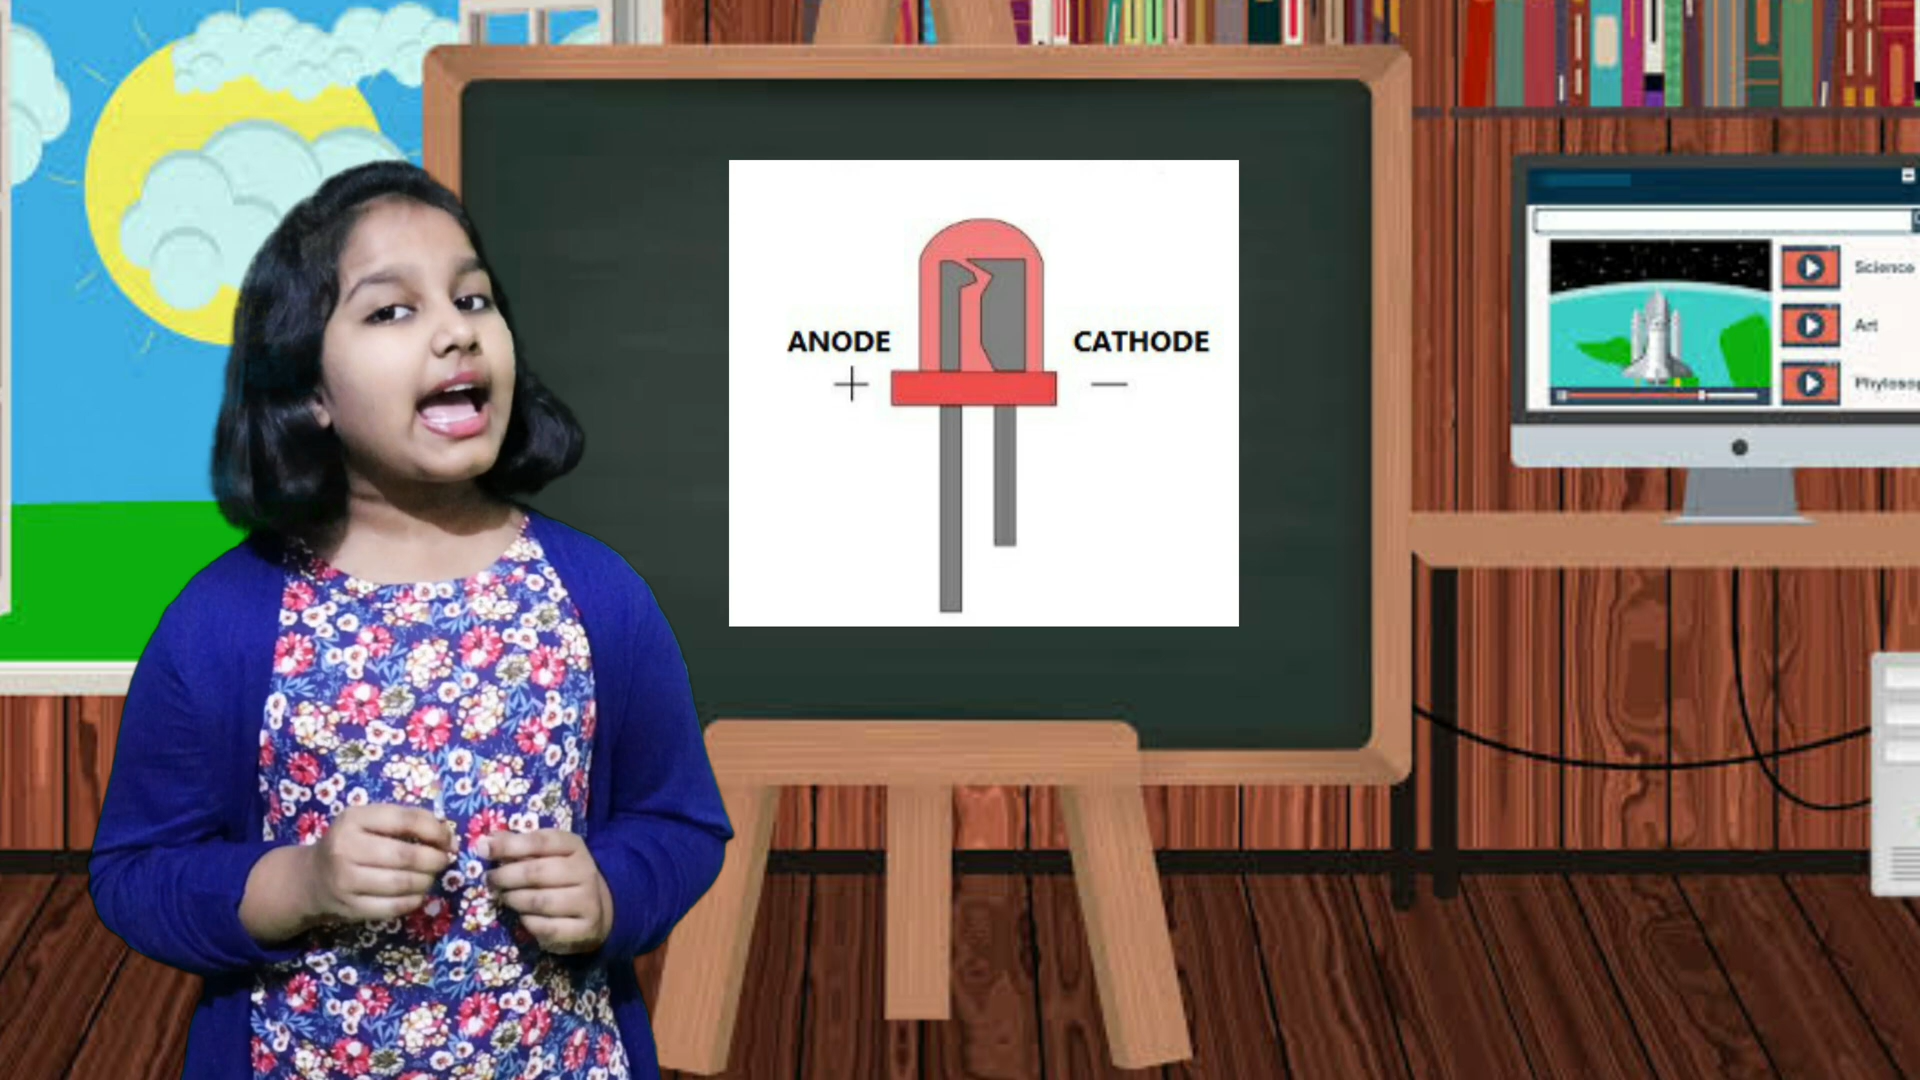 ANODE
CATHODE
+
—
Science
Art